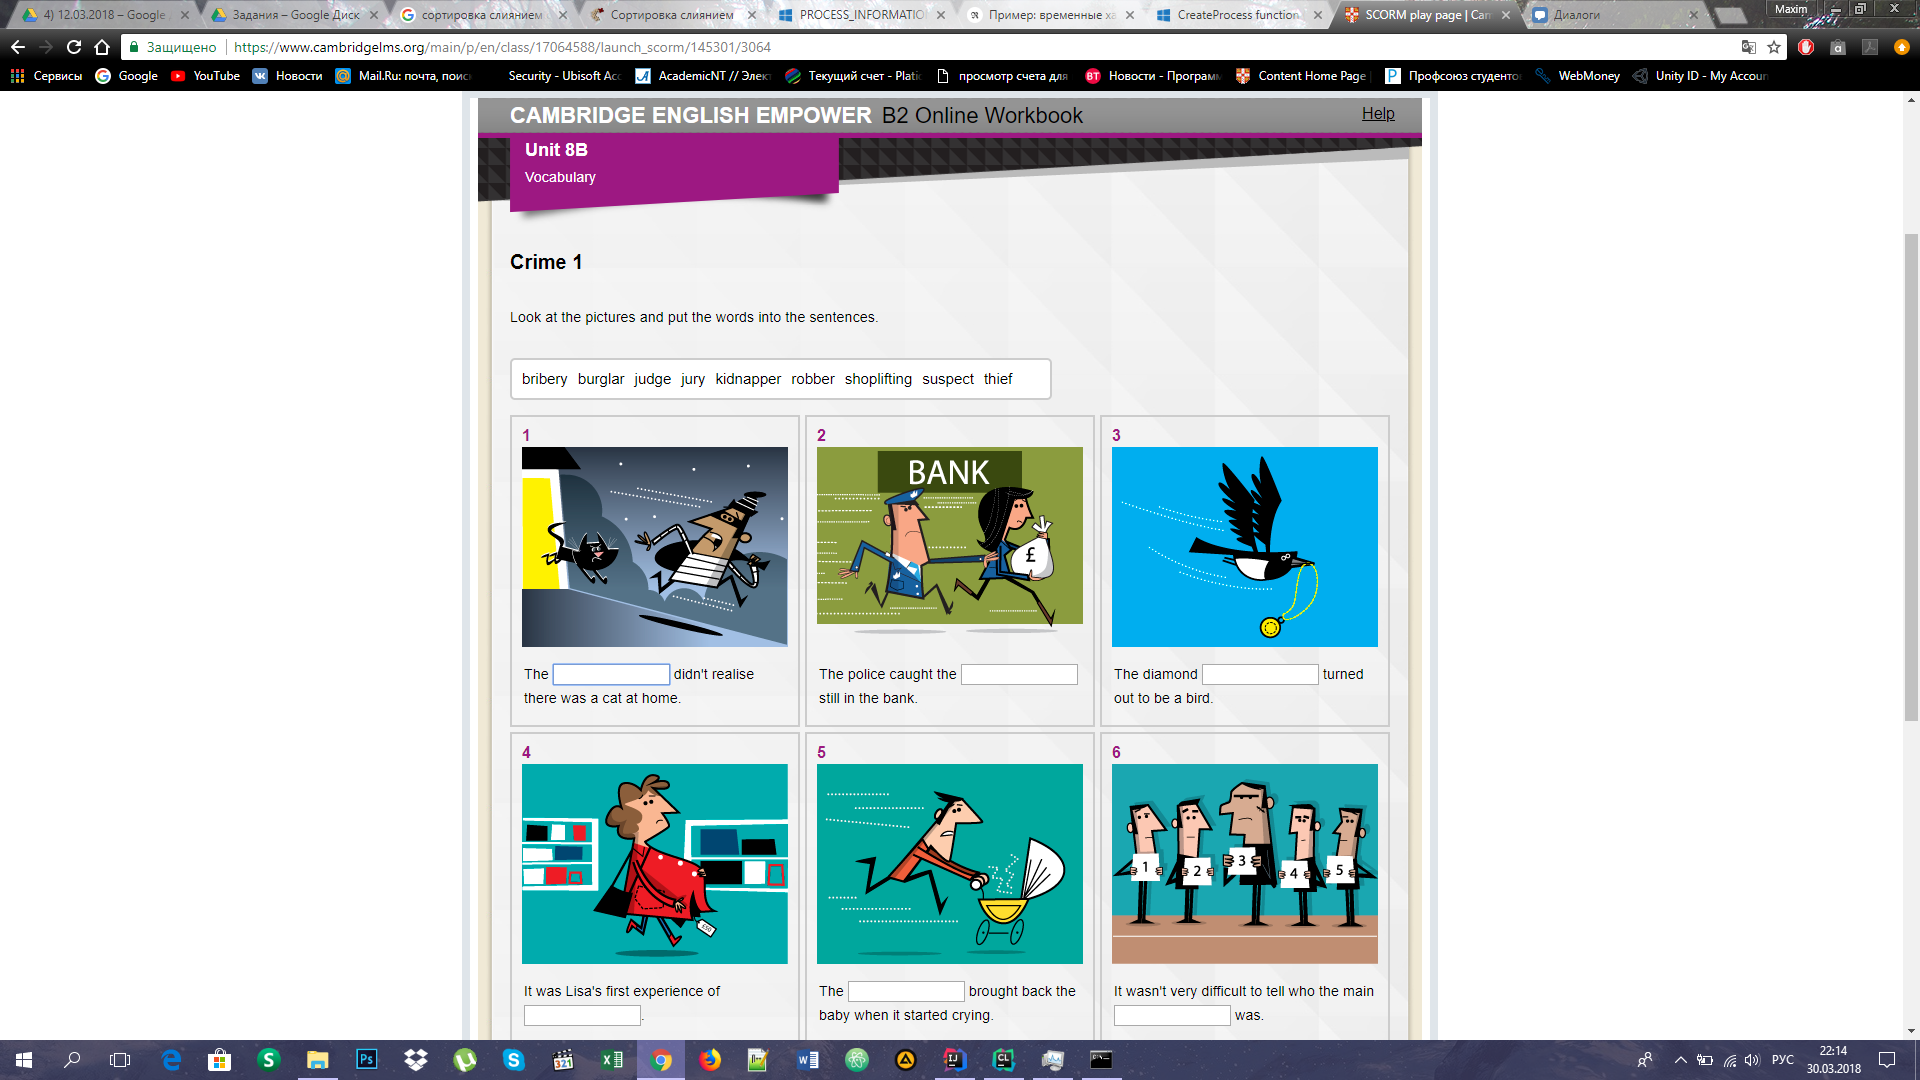 4) 12.03.2018 – Google
Задания – Google Диск
сортировка слиянием
Сортировка слиянием
PROCESS_INFORMATIO
Пример: временные ха
CreateProcess function
SCORM play page | Cam
Диалоги
Maxim
Защищено
https://www.cambridgelms.org/main/p/en/class/17064588/launch_scorm/145301/3064
Сервисы
Google
YouTube
Новости
Mail.Ru: почта, поис
Security - Ubisoft Acc
AcademicNT // Элект
Текущий счет - Platic
просмотр счета для
Новости - Програм
Content Home Page
Профсоюз студенто
WebMoney
Unity ID - My Accoun
CAMBRIDGE ENGLISH EMPOWER B2 Online Workbook
Help
Unit 8B
Vocabulary
Crime 1
Look at the pictures and put the words into the sentences.
bribery burglar judge jury kidnapper robber shoplifting suspect thief
1
The didn't realise
there was a cat at home.
2
BANK
£
The police caught the
still in the bank.
3
The diamond turned
out to be a bird.
4
£50
It was Lisa's first experience of
.
5
The brought back the
baby when it started crying.
6
1 2 3 4 5
It wasn't very difficult to tell who the main
was.
РУС
22:14
30.03.2018